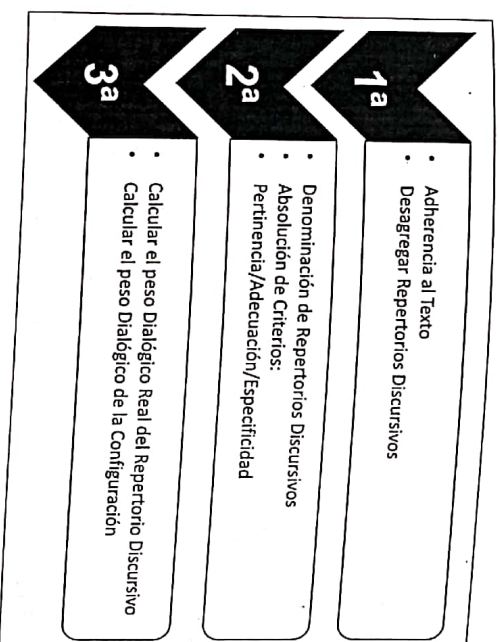 1ª
• Adherencia al Texto
• Desagregar Repertorios Discursivos
2ª
• Denominación de Repertorios Discursivos
• Absolución de Criterios:
• Pertinencia/Adecuación/Especificidad
3ª
• Calcular el peso Dialógico Real del Repertorio Discursivo
• Calcular el peso Dialógico de la Configuración